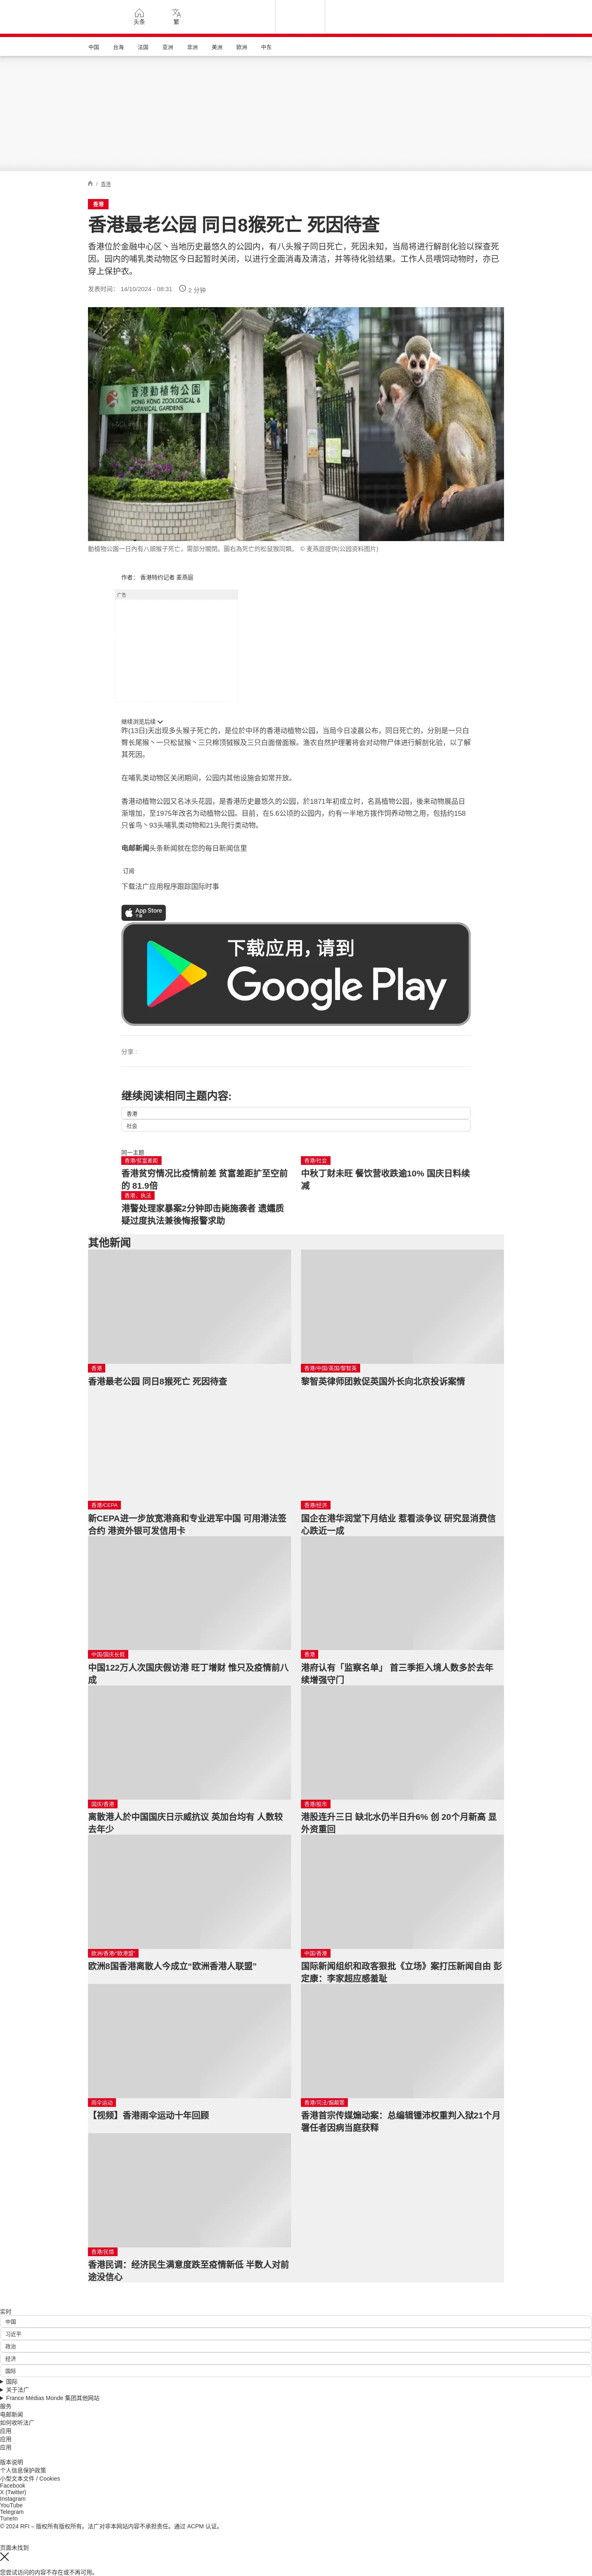 头条
繁
中国
台海
法国
亚洲
非洲
美洲
欧洲
中东
/ 首页
香港
香港最老公园 同日8猴死亡 死因待查
香港位於金融中心区丶当地历史最悠久的公园内，有八头猴子同日死亡，死因未知，当局将进行解剖化验以探查死
因。园内的哺乳类动物区今日起暂时关闭，以进行全面消毒及清洁，并等待化验结果。工作人员喂饲动物时，亦已
穿上保护衣。
发表时间： 14/10/2024 - 08:31 2 分钟
香港動植物公園
HONG KONG ZOOLOGICAL &
BOTANICAL GARDENS
動植物公園一日內有八頭猴子死亡，需部分關閉。圖右為死亡的松鼠猴同類。 © 麦燕庭提供(公园资料图片)
作者： 香港特约记者 麦燕庭
广告
继续浏览后续
昨(13日)天出现多头猴子死亡的，是位於中环的香港动植物公园，当局今日凌晨公布，同日死亡的，分别是一只白
臀长尾猴丶一只松鼠猴丶三只棉顶狨猴及三只白面僧面猴。渔农自然护理署将会对动物尸体进行解剖化验，以了解
其死因。
在哺乳类动物区关闭期间，公园内其他设施会如常开放。
香港动植物公园又名冰头花园，是香港历史最悠久的公园，於1871年初成立时，名爲植物公园，後来动物展品日
渐增加，至1975年改名为动植物公园。目前，在5.6公顷的公园内，约有一半地方拨作饲养动物之用，包括约158
只雀鸟丶93头哺乳类动物和21头爬行类动物。
电邮新闻头条新闻就在您的每日新闻信里
订阅
下载法广应用程序跟踪国际时事
App Store
下载
下载应用，请到
Google Play
分享 :
继续阅读相同主题内容:
香港
社会
同一主题
香港/贫富差距
香港贫穷情况比疫情前差 贫富差距扩至空前
的 81.9倍
香港/社会
中秋丁财未旺 餐饮营收跌逾10% 国庆日料续
减
香港，执法
港警处理家暴案2分钟即击毙施袭者 遗孀质
疑过度执法兼後悔报警求助
其他新闻
香港
香港最老公园 同日8猴死亡 死因待查
香港/中国/英国/黎智英
黎智英律师团敦促英国外长向北京投诉案情
香港/CEPA
新CEPA进一步放宽港商和专业进军中国 可用港法签
合约 港资外银可发信用卡
香港/经济
国企在港华润堂下月结业 惹看淡争议 研究显消费信
心跌近一成
中国/国庆长假
中国122万人次国庆假访港 旺丁增财 惟只及疫情前八
成
香港
港府认有「监察名单」 首三季拒入境人数多於去年
续增强守门
国庆/香港
离散港人於中国国庆日示威抗议 英加台均有 人数较
去年少
香港/股市
港股连升三日 缺北水仍半日升6% 创 20个月新高 显
外资重回
欧洲/香港/"欧港盟"
欧洲8国香港离散人今成立“欧洲香港人联盟”
中国/香港
国际新闻组织和政客狠批《立场》案打压新闻自由 彭
定康：李家超应感羞耻
雨伞运动
【视频】香港雨伞运动十年回顾
香港/司法/煽颠罪
香港首宗传媒煽动案：总编辑锺沛权重判入狱21个月
署任者因病当庭获释
香港/民情
香港民调：经济民生满意度跌至疫情新低 半数人对前
途没信心
实时
中国
习近平
政治
经济
国际
国际
关于法广
France Médias Monde 集团其他网站
服务
电邮新闻
如何收听法广
应用
应用
应用
版本说明
个人信息保护政策
小型文本文件 / Cookies
Facebook
X (Twitter)
Instagram
YouTube
Telegram
TuneIn
© 2024 RFI – 版权所有版权所有。法广对非本网站内容不承担责任。通过 ACPM 认证。
页面未找到
您尝试访问的内容不存在或不再可用。